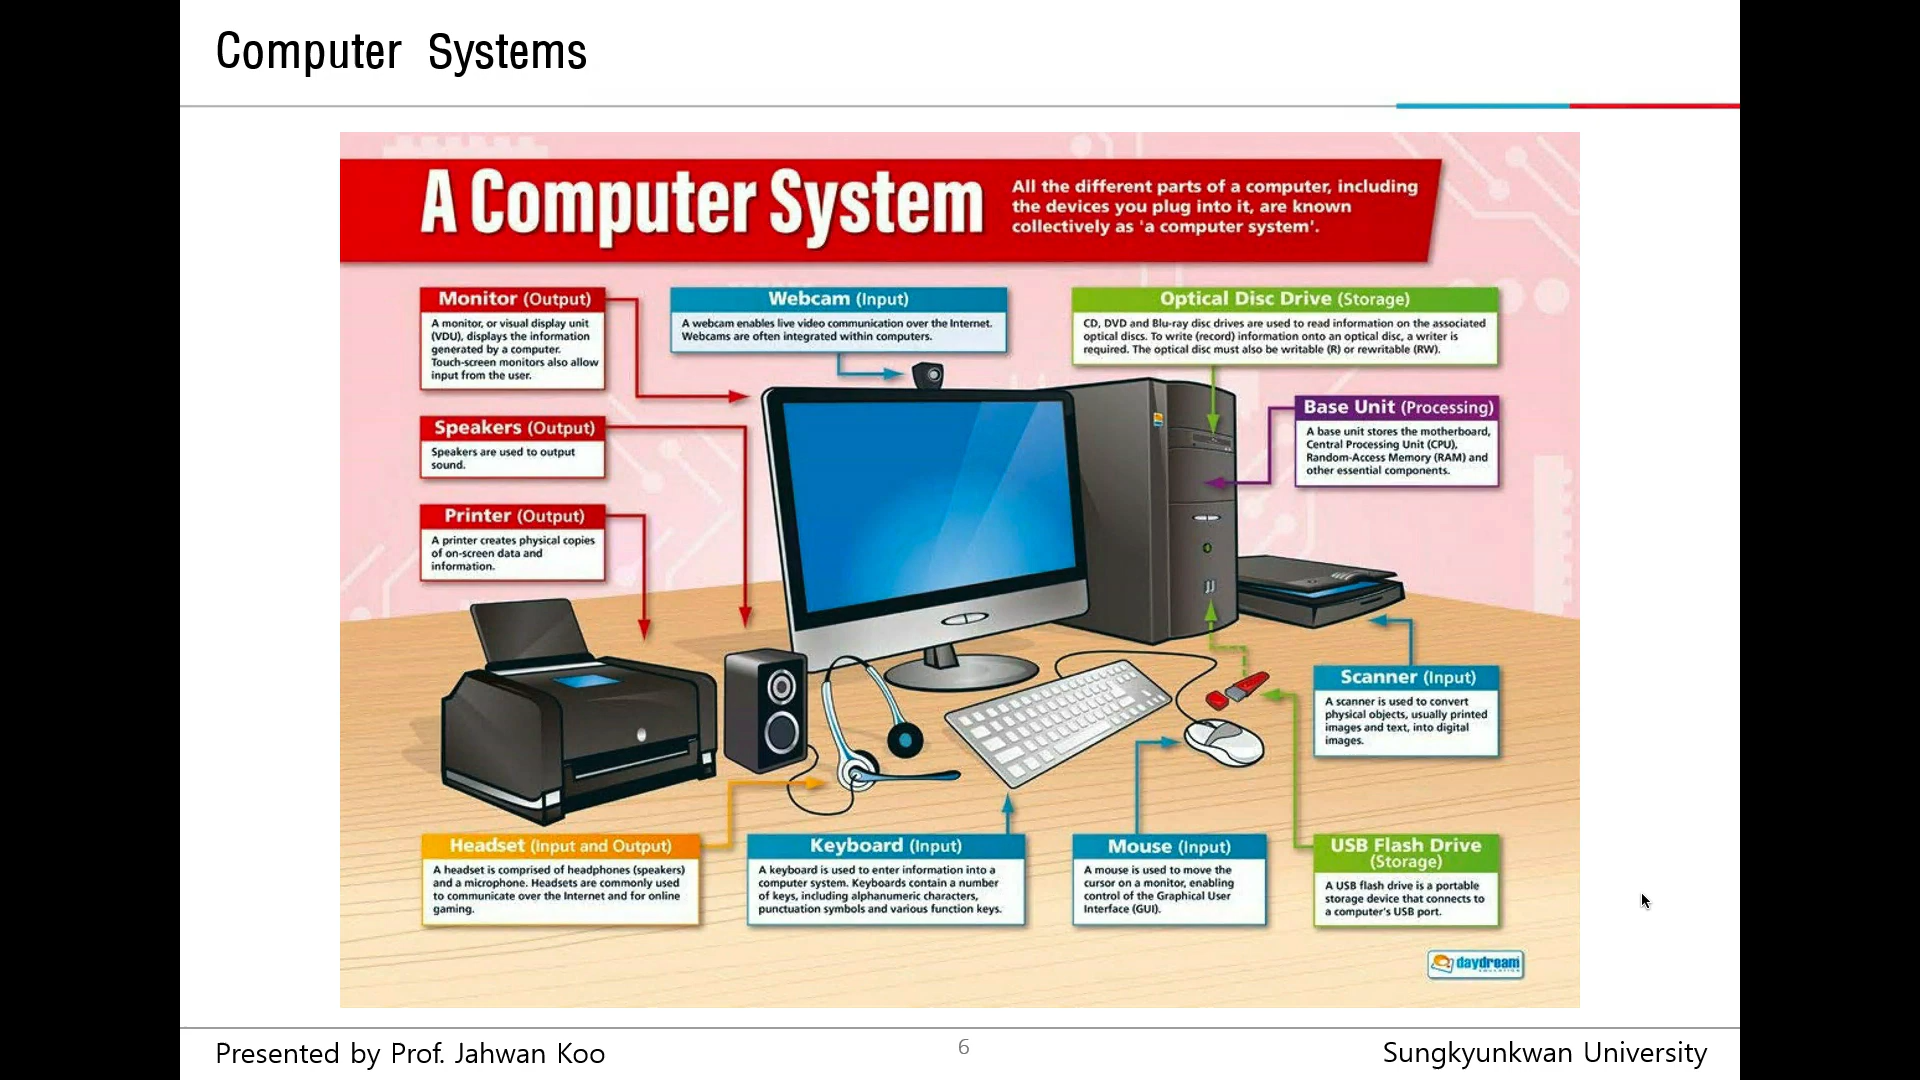 Computer Systems
A Computer System
All the different parts of a computer, including
the devices you plug into it, are known
collectively as 'a computer system'.
Monitor (Output)
A monitor, or visual display unit
(VDU), displays the information
generated by a computer.
Touch-screen monitors also allow
input from the user.
Webcam (Input)
A webcam enables live video communication over the Internet.
Webcams are often integrated within computers.
Optical Disc Drive (Storage)
CD, DVD and Blu-ray disc drives are used to read information on the associated
optical discs. To write (record) information onto an optical disc, a writer is
required. The optical disc must also be writable (R) or rewritable (RW).
Speakers (Output)
Speakers are used to output
sound.
Base Unit (Processing)
A base unit stores the motherboard,
Central Processing Unit (CPU),
Random-Access Memory (RAM) and
other essential components.
Printer (Output)
A printer creates physical copies
of on-screen data and
information.
Scanner (Input)
A scanner is used to convert
physical objects, usually printed
images and text, into digital
images.
Headset (Input and Output)
A headset is comprised of headphones (speakers)
and a microphone. Headsets are commonly used
to communicate over the Internet and for online
gaming.
Keyboard (Input)
A keyboard is used to enter information into a
computer system. Keyboards contain a number
of keys, including alphanumeric characters,
punctuation symbols and various function keys.
Mouse (Input)
A mouse is used to move the
cursor on a monitor, enabling
control of the Graphical User
Interface (GUI).
USB Flash Drive
(Storage)
A USB flash drive is a portable
storage device that connects to
a computer's USB port.
daydream
EDUCATION
Presented by Prof. Jahwan Koo
6
Sungkyunkwan University